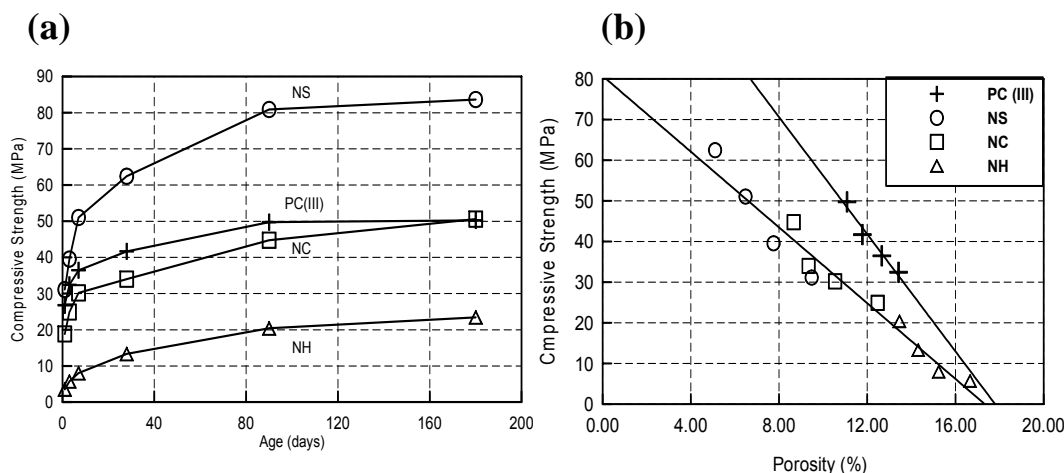 (a)
(b)
Compressive Strength (MPa)
90
80
70
60
50
40
30
20
10
0
NS
PC(III)
NC
NH
0
40
80
120
160
200
Age (days)
Cmpressive Strength (MPa)
80
70
60
50
40
30
20
10
0
PC (III)
NS
NC
NH
0.00
4.00
8.00
12.00
16.00
20.00
Porosity (%)